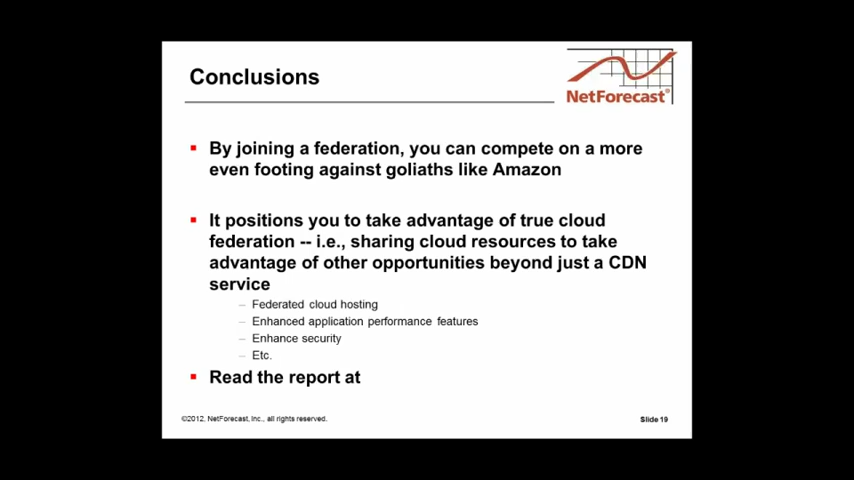 Conclusions
NetForecast®
▪ By joining a federation, you can compete on a more
even footing against goliaths like Amazon
▪ It positions you to take advantage of true cloud
federation -- i.e., sharing cloud resources to take
advantage of other opportunities beyond just a CDN
service
– Federated cloud hosting
– Enhanced application performance features
– Enhance security
– Etc.
▪ Read the report at
©2012, NetForecast, Inc., all rights reserved.
Slide 19